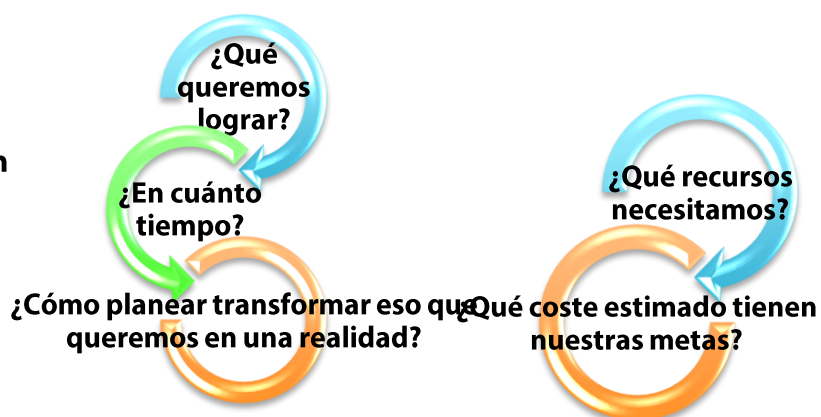 ¿Qué
queremos
lograr?
n
¿En cuánto
tiempo?
¿Cómo planear transformar eso que
queremos en una realidad?
¿Qué recursos
necesitamos?
¿Qué coste estimado tienen
nuestras metas?